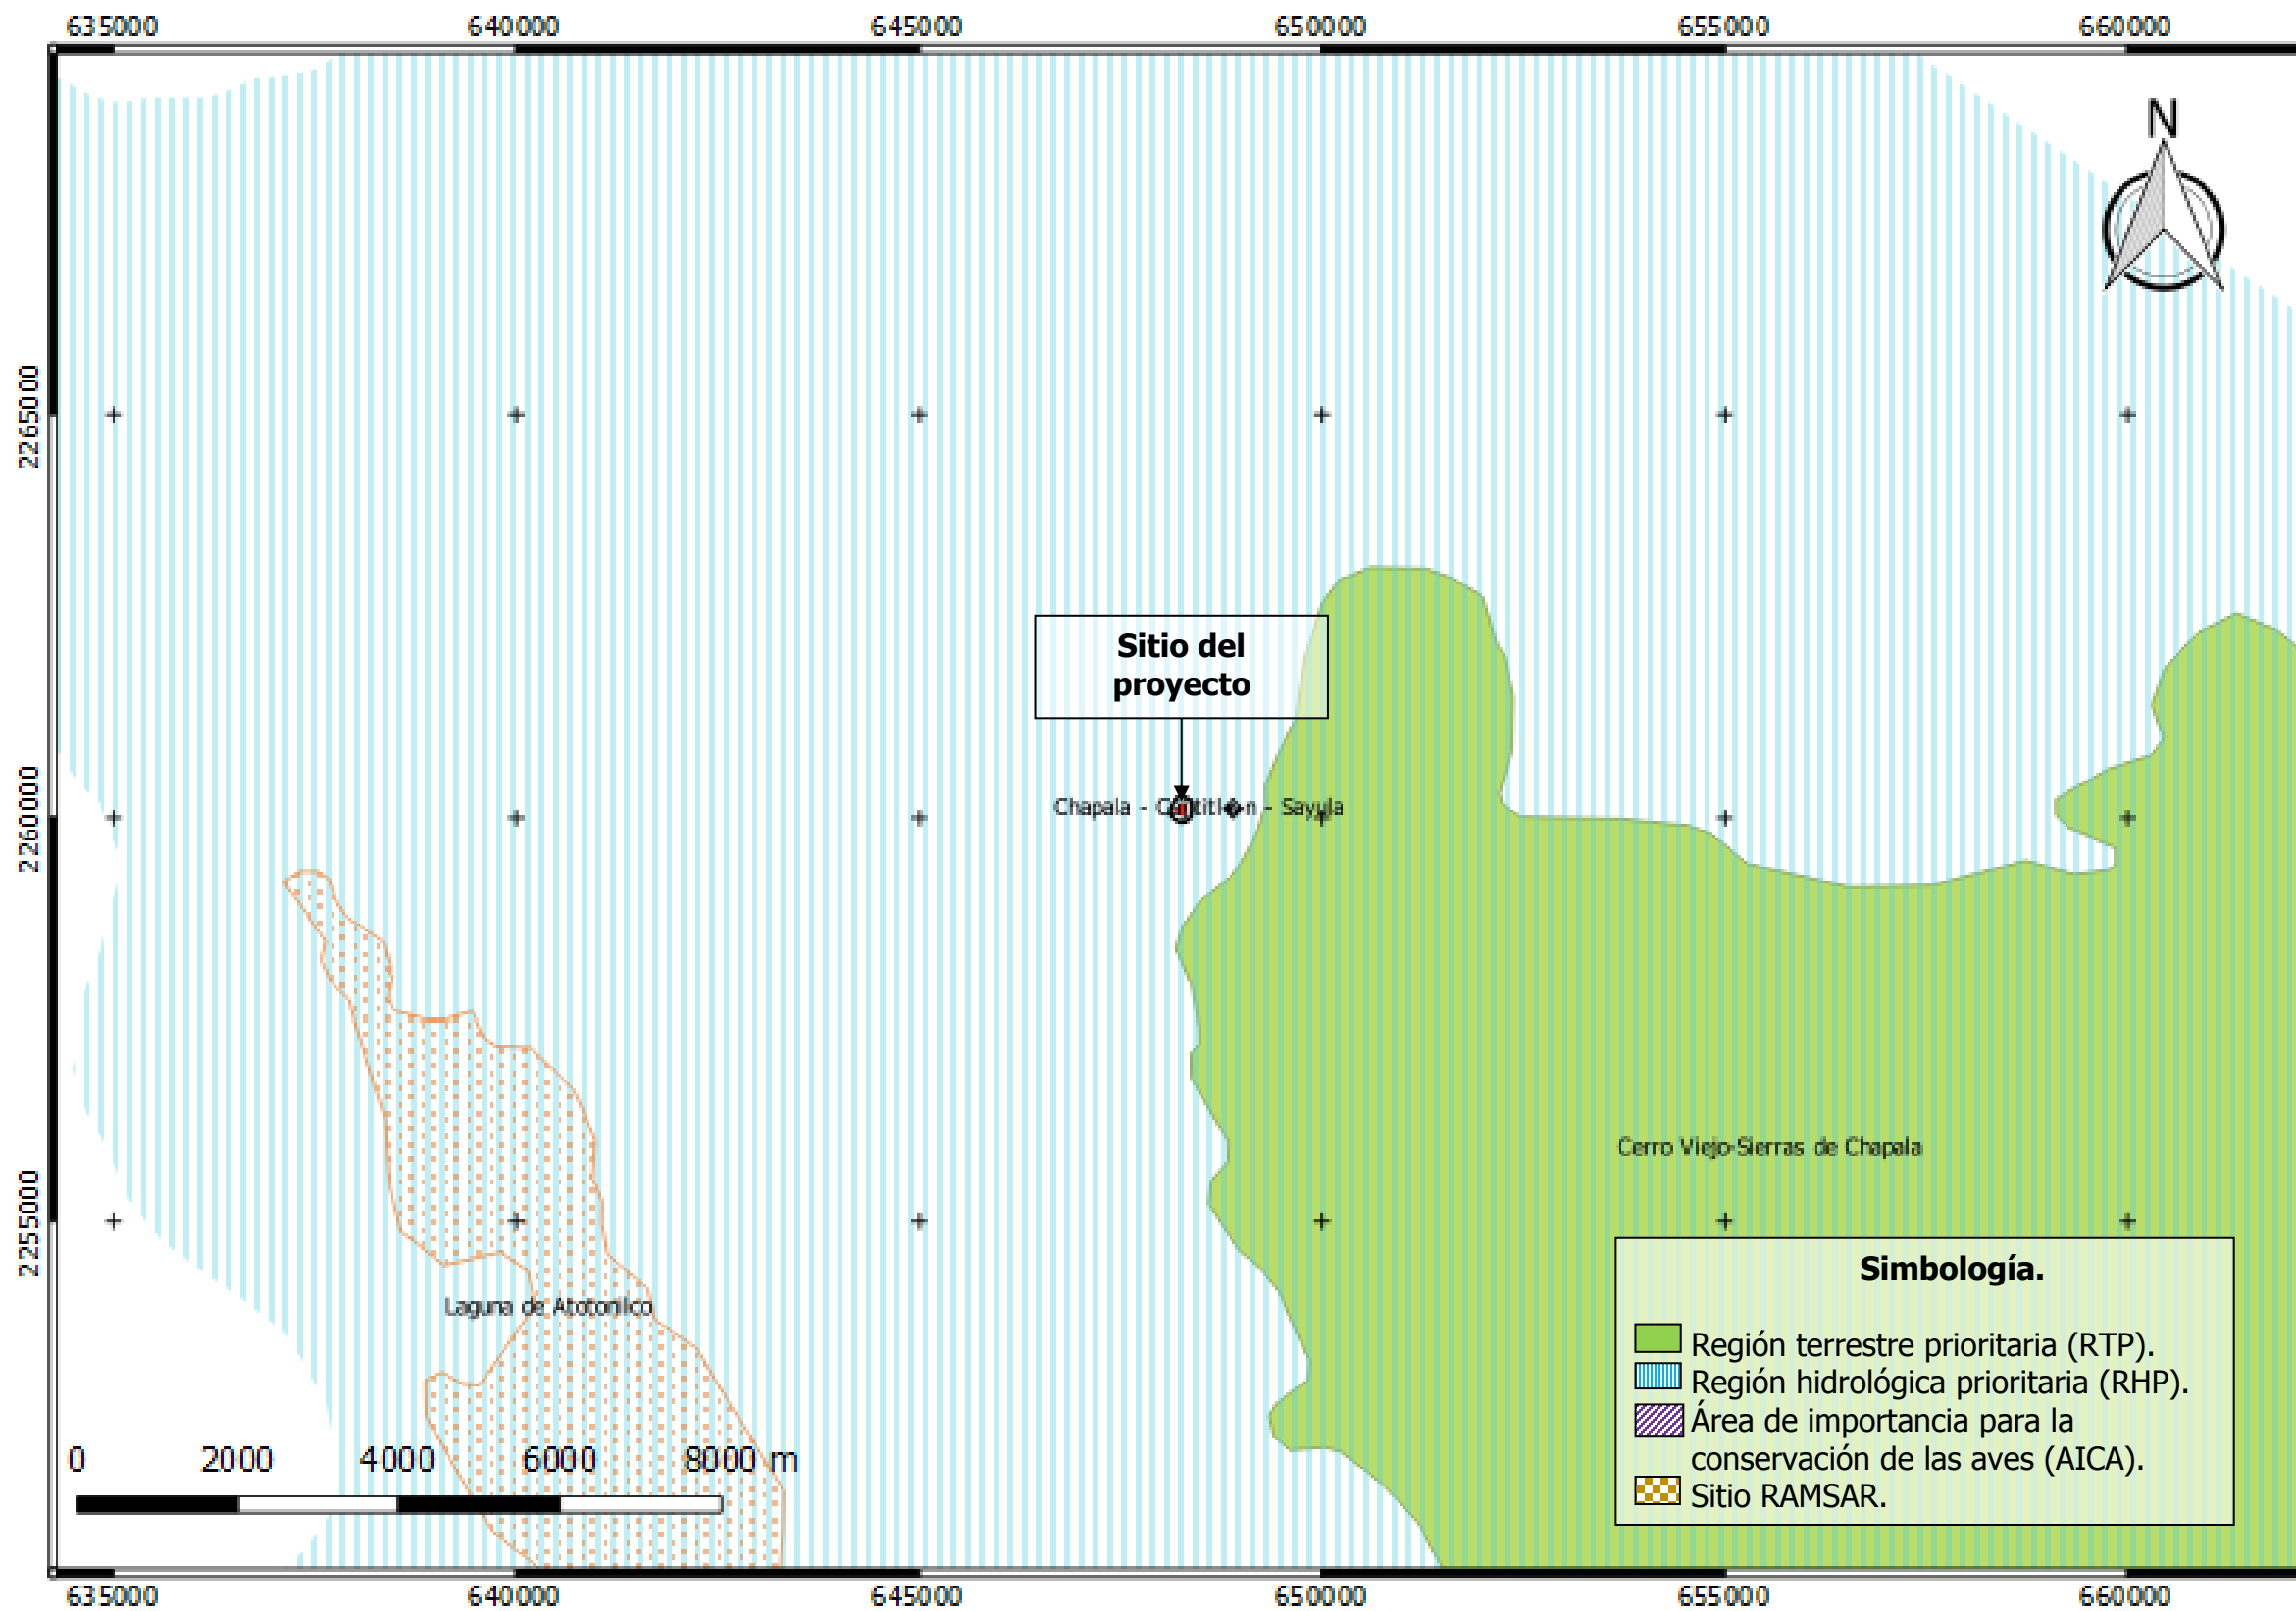 635000 640000 645000 650000 655000 660000
N
2265000
Sitio del
proyecto
2260000
Chapala - - Sayula
Cerro Viejo-Sierras de Chapala
2255000
Simbología.
Laguna de Atotonilco
Región terrestre prioritaria (RTP).
Región hidrológica prioritaria (RHP).
Área de importancia para la
conservación de las aves (AICA).
Sitio RAMSAR.
0 2000 4000 6000 8000 m
635000 640000 645000 650000 655000 660000